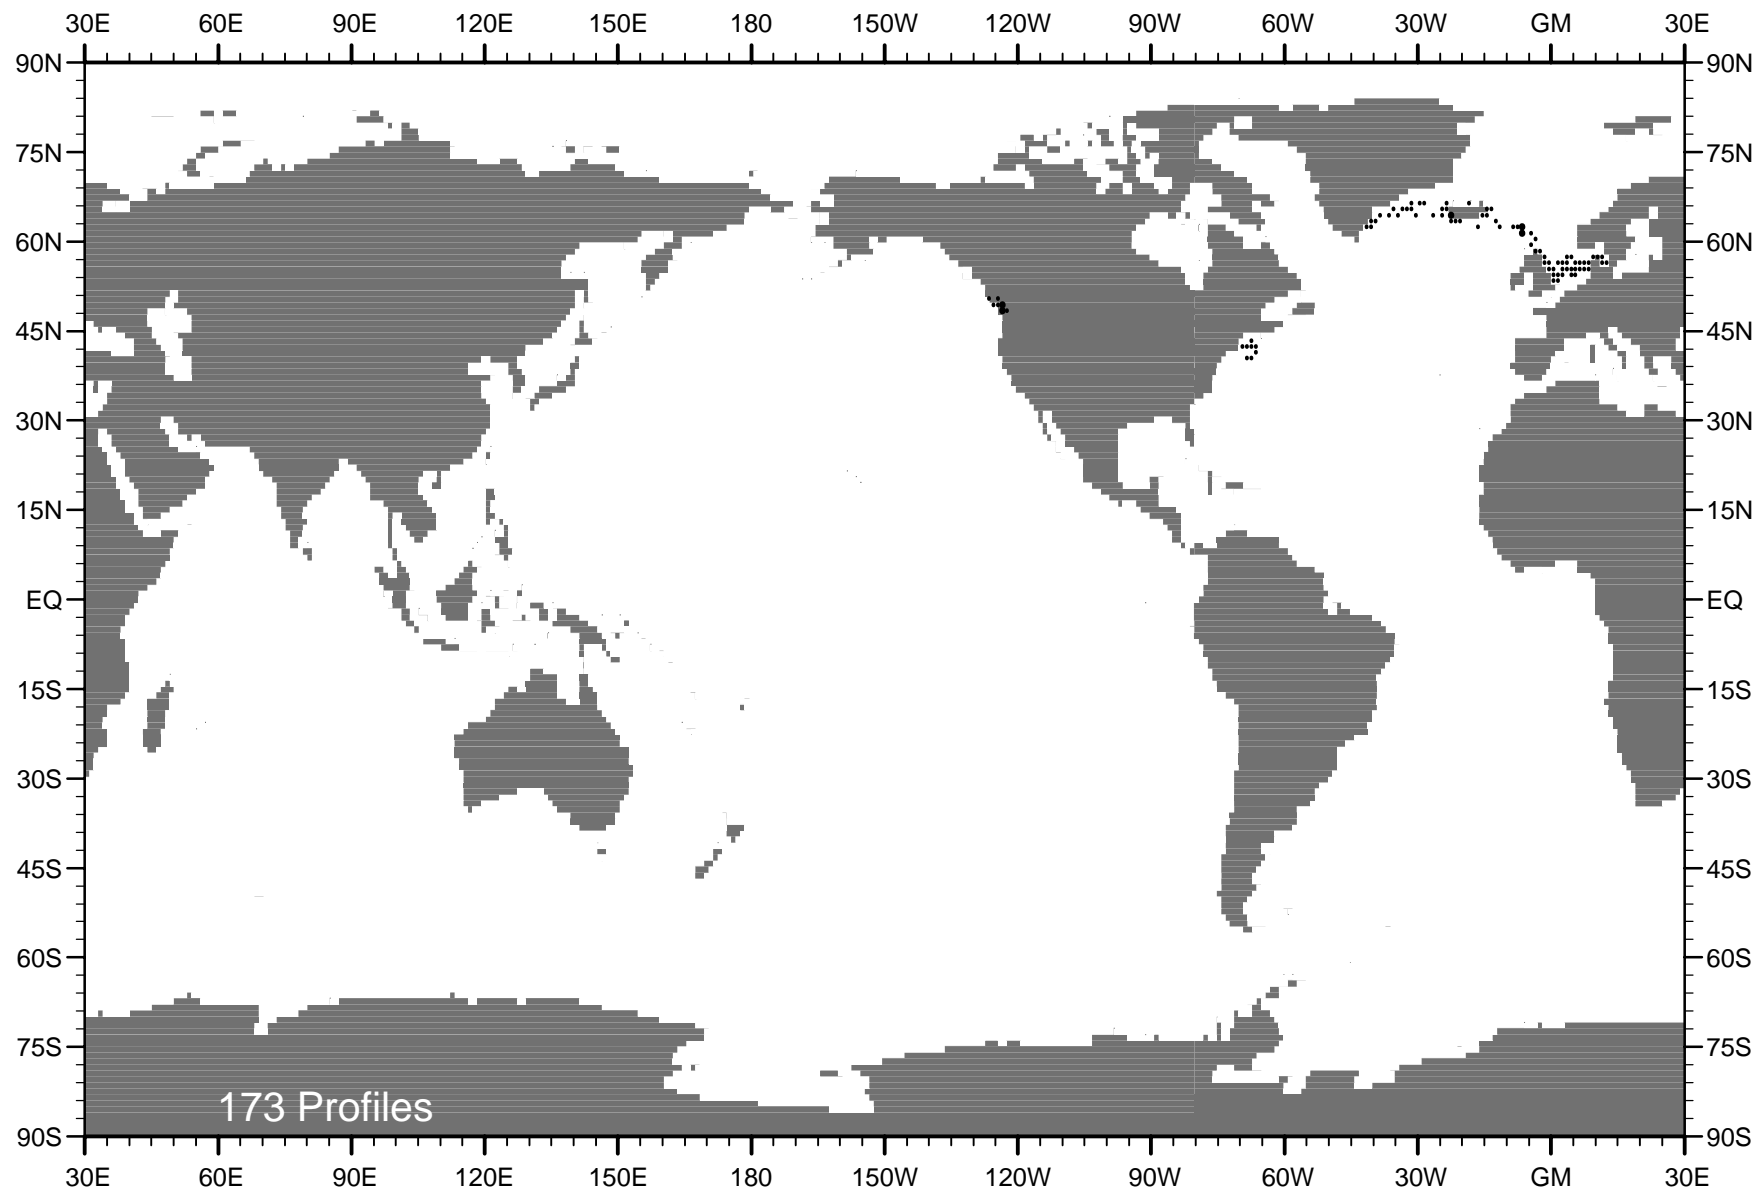 30E 60E 90E 120E 150E 180 150W 120W 90W 60W 30W GM 30E
90N 90N
75N 75N
60N 60N
45N 45N
30N 30N
15N 15N
EQ EQ
15S 15S
30S 30S
45S 45S
60S 60S
75S 75S
173 Profiles
90S 90S
30E 60E 90E 120E 150E 180 150W 120W 90W 60W 30W GM 30E